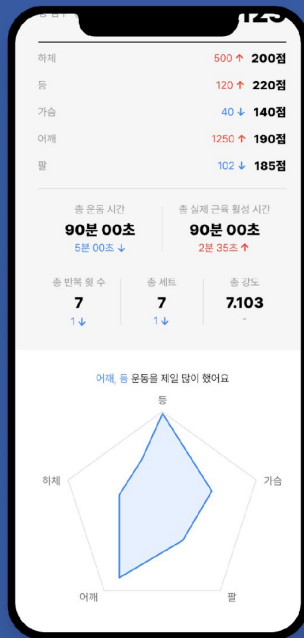 하체 500 ↑ 200점
등 120 ↑ 220점
가슴 40 ↓ 140점
어깨 1250 ↑ 190점
팔 102 ↓ 185점
총 운동 시간 총 실제 근육 활성 시간
90분 00초 90분 00초
5분 00초 ↓ 2분 35초 ↑
총 반복 횟 수 총 세트 총 강도
7 7 7.103
1 ↓ 1 ↓ -
어깨, 등 운동을 제일 많이 했어요
등
하체 가슴
어깨 팔